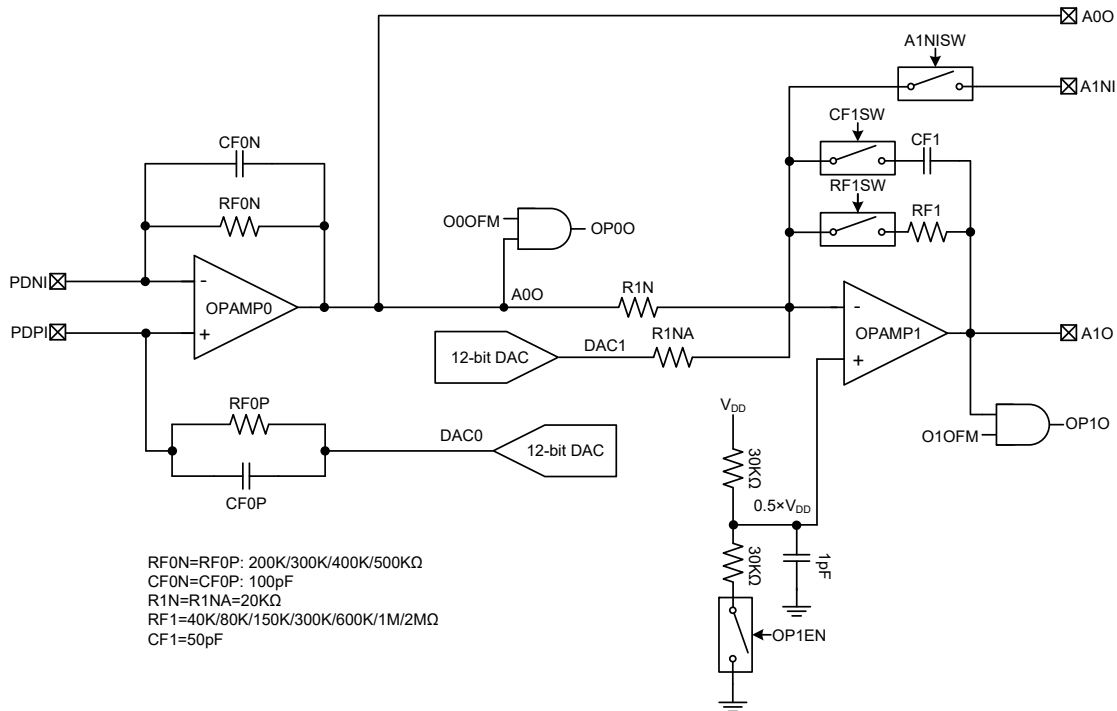 A0O
A1NISW
A1NI
CF1SW
CF1
CF0N
RF1SW
RF0N
RF1
O0OFM
OP0O
PDNI
-
OPAMP0
A0O
R1N
-
PDPI
+
12-bit DAC
DAC1
R1NA
OPAMP1
A1O
+
RF0P
VDD
OP1O
O1OFM
DAC0
12-bit DAC
30KΩ
CF0P
0.5×VDD
30KΩ
1pF
RF0N=RF0P: 200K/300K/400K/500KΩ
CF0N=CF0P: 100pF
R1N=R1NA=20KΩ
RF1=40K/80K/150K/300K/600K/1M/2MΩ
CF1=50pF
OP1EN